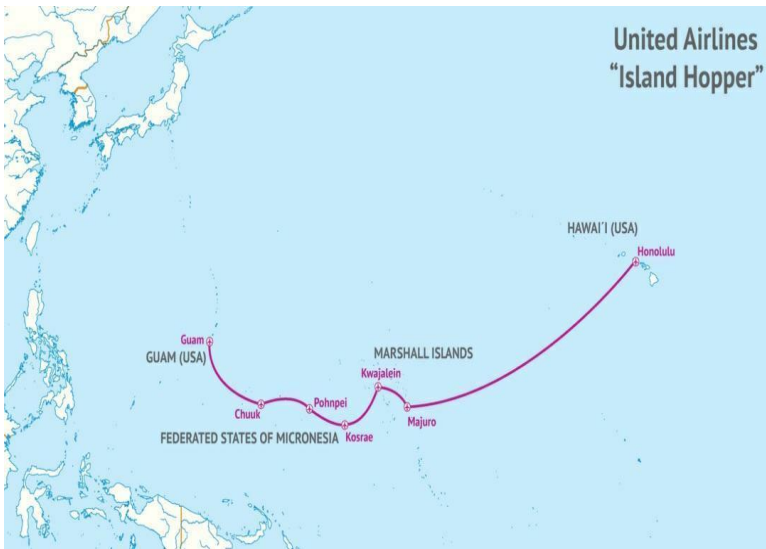 United Airlines
“Island Hopper”
HAWAI´I (USA)
Honolulu
Guam
GUAM (USA)
MARSHALL ISLANDS
Kwajalein
Chuuk
Pohnpei
Majuro
Kosrae
FEDERATED STATES OF MICRONESIA